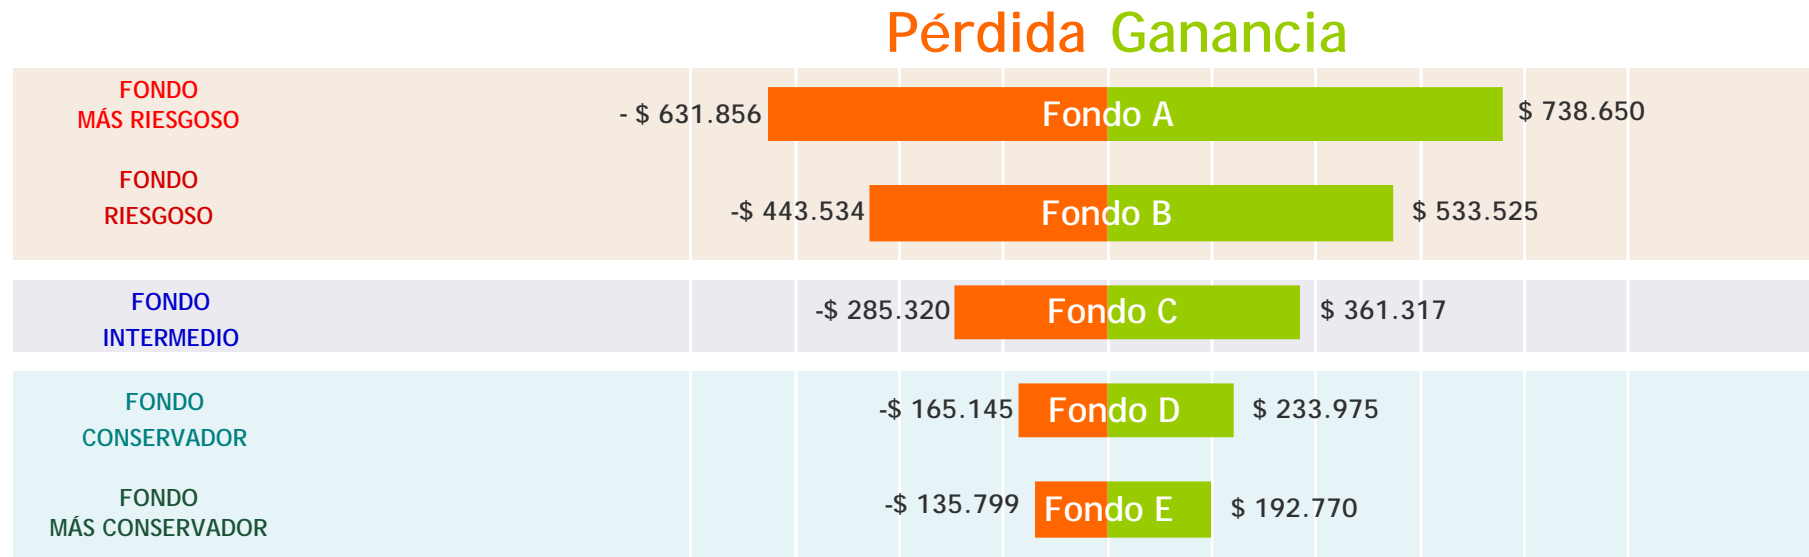 Pérdida Ganancia
FONDO
MÁS RIESGOSO
- $ 631.856
Fondo A
$ 738.650
FONDO
RIESGOSO
-$ 443.534
Fondo B
$ 533.525
FONDO
INTERMEDIO
-$ 285.320
Fondo C
$ 361.317
FONDO
CONSERVADOR
-$ 165.145
Fondo D
$ 233.975
FONDO
MÁS CONSERVADOR
-$ 135.799
Fondo E
$ 192.770